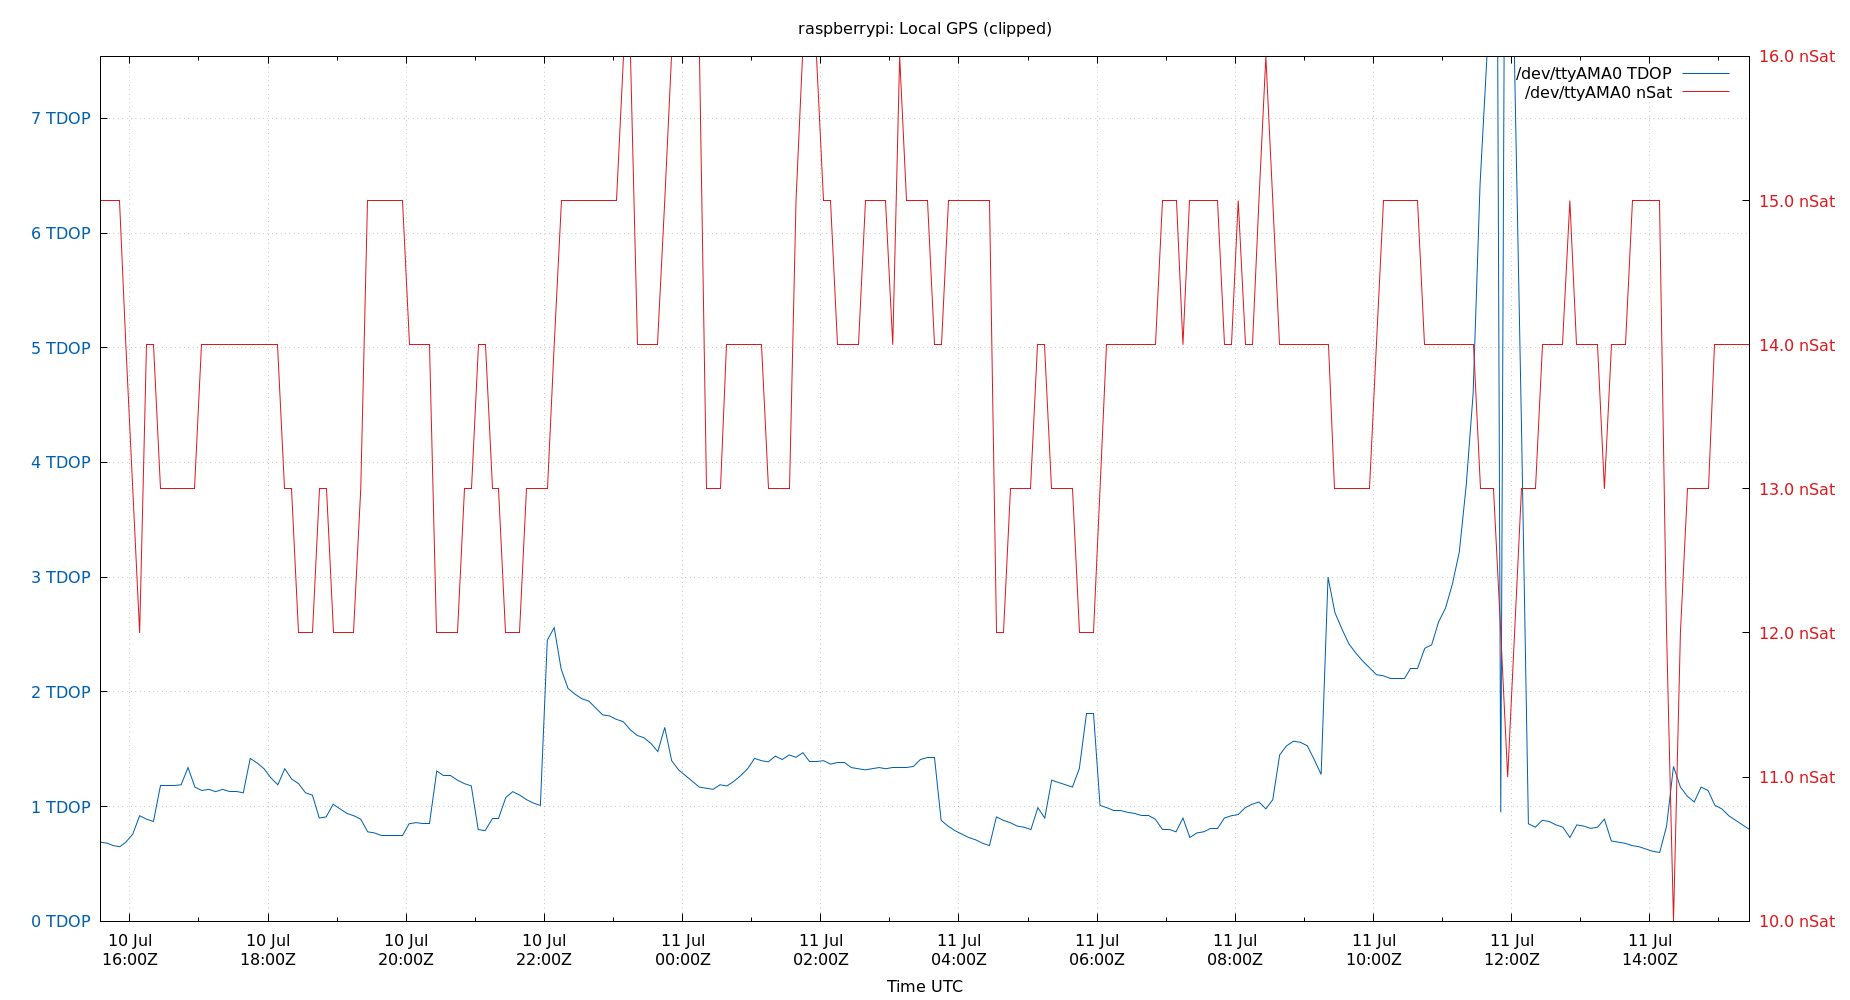 raspberrypi: Local GPS (clipped)
/dev/ttyAMA0 TDOP
/dev/ttyAMA0 nSat
7 TDOP
6 TDOP
5 TDOP
4 TDOP
3 TDOP
2 TDOP
1 TDOP
0 TDOP
16.0 nSat
15.0 nSat
14.0 nSat
13.0 nSat
12.0 nSat
11.0 nSat
10.0 nSat
10 Jul
16:00Z
10 Jul
18:00Z
10 Jul
20:00Z
10 Jul
22:00Z
11 Jul
00:00Z
11 Jul
02:00Z
11 Jul
04:00Z
11 Jul
06:00Z
11 Jul
08:00Z
11 Jul
10:00Z
11 Jul
12:00Z
11 Jul
14:00Z
Time UTC